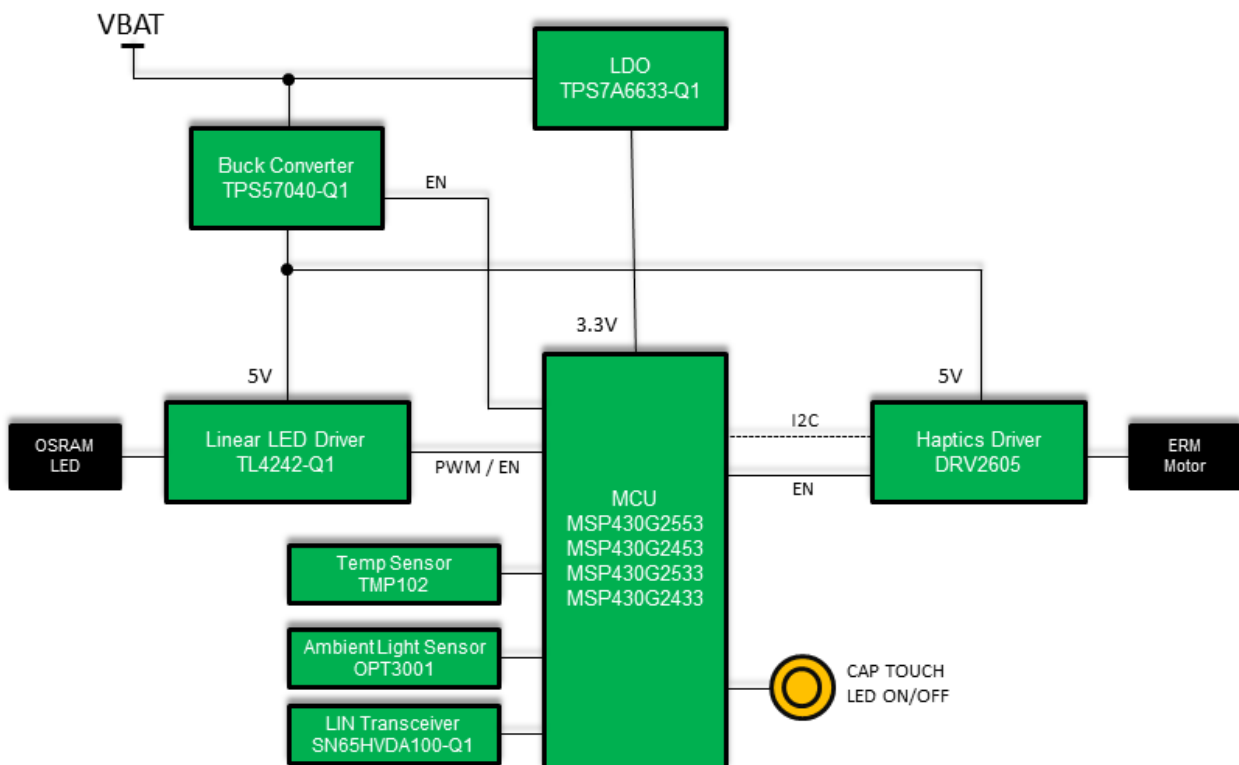 VBAT
LDO
TPS7A6633-Q1
Buck Converter
TPS57040-Q1
EN
3.3V
5V
5V
OSRAM
LED
Linear LED Driver
TL4242-Q1
PWM / EN
I2C
EN
Haptics Driver
DRV2605
ERM
Motor
MCU
MSP430G2553
MSP430G2453
MSP430G2533
MSP430G2433
Temp Sensor
TMP102
Ambient Light Sensor
OPT3001
LIN Transceiver
SN65HVDA100-Q1
CAP TOUCH
LED ON/OFF